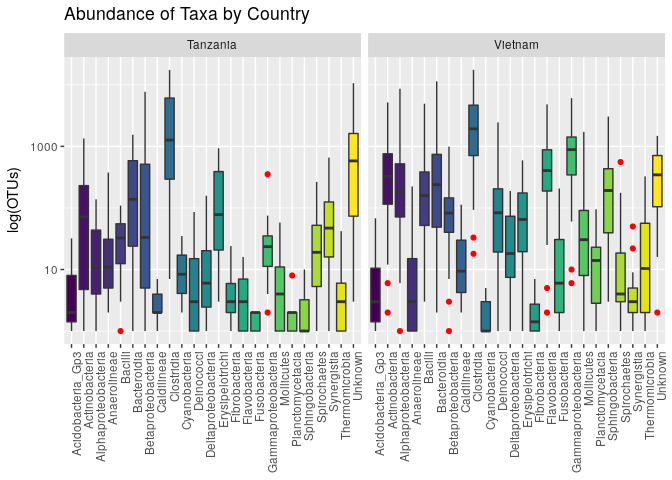 Abundance of Taxa by Country
Tanzania
Vietnam
log(OTUs)
1000
10
Acidobacteria_Gp3
Actinobacteria
Alphaproteobacteria
Anaerolineae
Bacilli
Bacteroidia
Betaproteobacteria
Caldilineae
Clostridia
Cyanobacteria
Deinococci
Deltaproteobacteria
Erysipelotrichi
Fibrobacteria
Flavobacteria
Fusobacteria
Gammaproteobacteria
Mollicutes
Planctomycetacia
Sphingobacteria
Spirochaetes
Synergistia
Thermomicrobia
Unknown
Acidobacteria_Gp3
Actinobacteria
Alphaproteobacteria
Anaerolineae
Bacilli
Bacteroidia
Betaproteobacteria
Caldilineae
Clostridia
Cyanobacteria
Deinococci
Deltaproteobacteria
Erysipelotrichi
Fibrobacteria
Flavobacteria
Fusobacteria
Gammaproteobacteria
Mollicutes
Planctomycetacia
Sphingobacteria
Spirochaetes
Synergistia
Thermomicrobia
Unknown